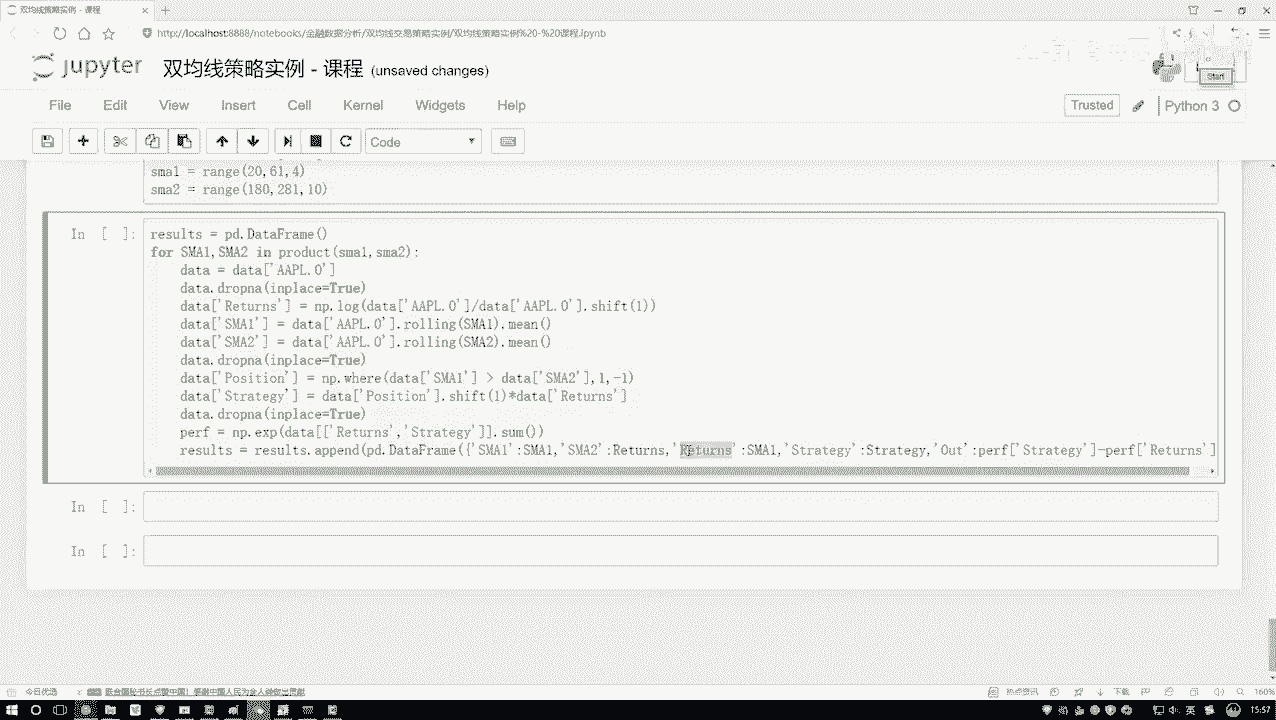 双均线策略实例 - 课程
http://localhost:8888/notebooks/金融数据分析/双均线交易策略实例/双均线策略实例%20-%20课程.ipynb
jupyter 双均线策略实例 - 课程 (unsaved changes)
Start
File Edit View Insert Cell Kernel Widgets Help
Trusted Python 3
Code
sma1 = range(20,61,4)
sma2 = range(180,281,10)
In [ ]: results = pd.DataFrame()
for SMA1,SMA2 in product(sma1,sma2):
data = data['AAPL.O']
data.dropna(inplace=True)
data['Returns'] = np.log(data['AAPL.O']/data['AAPL.O'].shift(1))
data['SMA1'] = data['AAPL.O'].rolling(SMA1).mean()
data['SMA2'] = data['AAPL.O'].rolling(SMA2).mean()
data.dropna(inplace=True)
data['Position'] = np.where(data['SMA1'] > data['SMA2'],1,-1)
data['Strategy'] = data['Position'].shift(1)*data['Returns']
data.dropna(inplace=True)
perf = np.exp(data[['Returns','Strategy']].sum())
results = results.append(pd.DataFrame({'SMA1':SMA1,'SMA2':Returns,'Returns':SMA1,'Strategy':Strategy,'Out':perf['Strategy']-perf['Returns']
In [ ]:
In [ ]:
今日优选
热点资讯 下载 160%
英 15:57